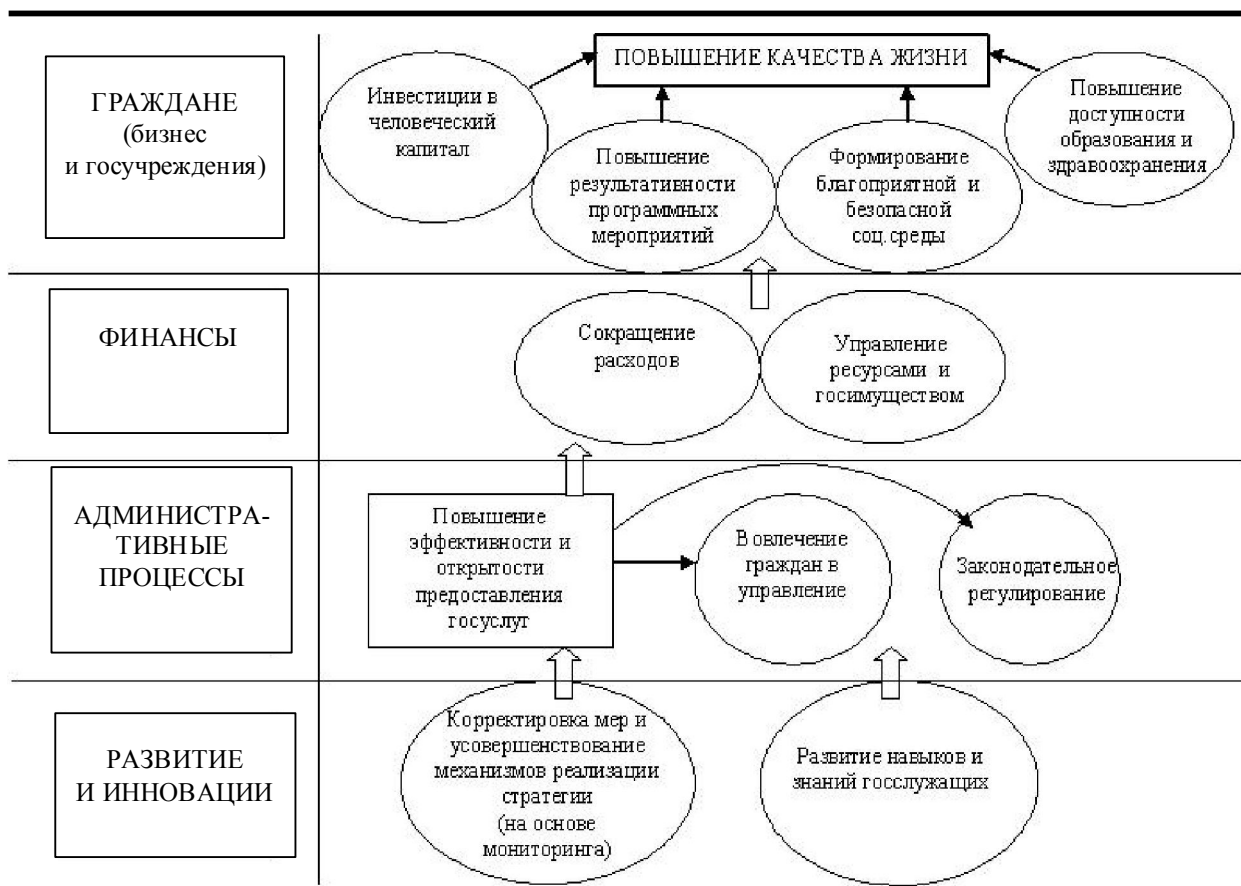 ГРАЖДАНЕ
(бизнес
и госучреждения)
ПОВЫШЕНИЕ КАЧЕСТВА ЖИЗНИ
Инвестиции в
человеческий
капитал
Повышение
результативности
программных
мероприятий
Формирование
благоприятной и
безопасной
соц.среды
Повышение
доступности
образования и
здравоохранения
ФИНАНСЫ
Сокращение
расходов
Управление
ресурсами и
госимуществом
АДМИНИСТРА-
ТИВНЫЕ
ПРОЦЕССЫ
Повышение
эффективности и
открытости
предоставления
госуслуг
Вовлечение
граждан в
управление
Законодательное
регулирование
РАЗВИТИЕ
И ИННОВАЦИИ
Корректировка мер и
усовершенствование
механизмов реализации
стратегии
(на основе
мониторинга)
Развитие навыков и
знаний госслужащих